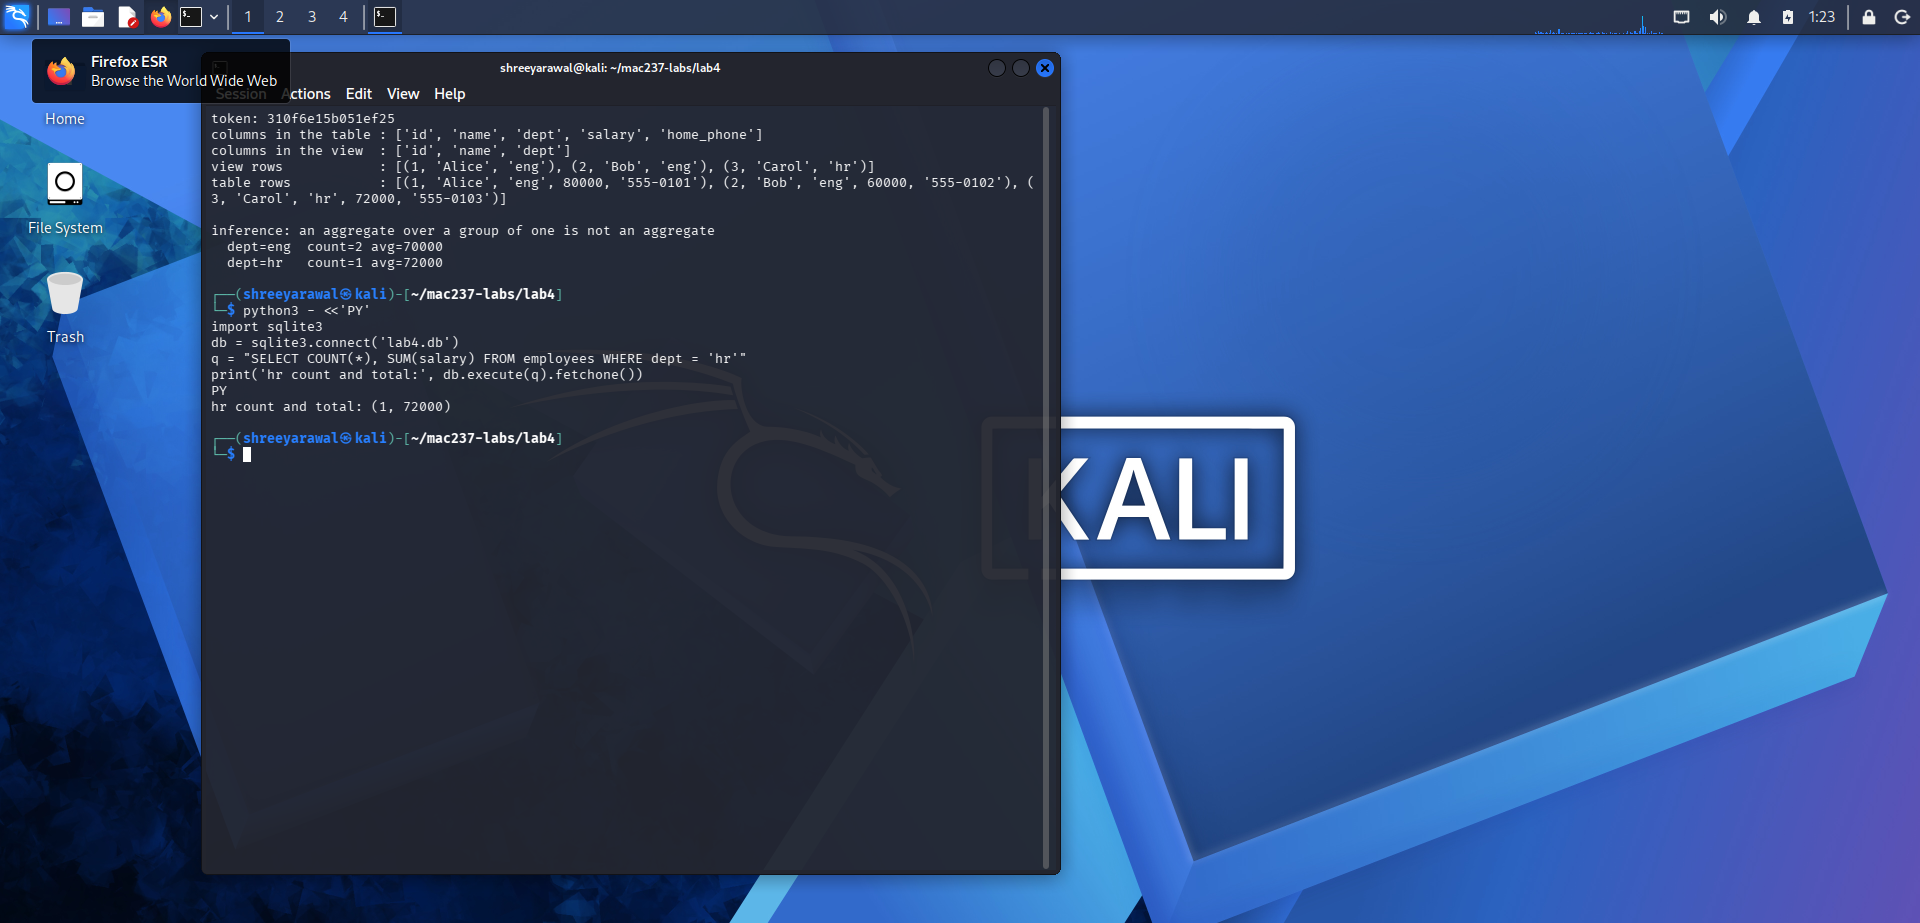 1 2 3 4
1:23
Firefox ESR
Browse the World Wide Web
Home
File System
Trash
shreeyarawal@kali: ~/mac237-labs/lab4
Session Actions Edit View Help
token: 310f6e15b051ef25
columns in the table : ['id', 'name', 'dept', 'salary', 'home_phone']
columns in the view  : ['id', 'name', 'dept']
view rows            : [(1, 'Alice', 'eng'), (2, 'Bob', 'eng'), (3, 'Carol', 'hr')]
table rows           : [(1, 'Alice', 'eng', 80000, '555-0101'), (2, 'Bob', 'eng', 60000, '555-0102'), (
3, 'Carol', 'hr', 72000, '555-0103')]
inference: an aggregate over a group of one is not an aggregate
  dept=eng  count=2 avg=70000
  dept=hr   count=1 avg=72000
┌──(shreeyarawal㉿kali)-[~/mac237-labs/lab4]
└─$ python3 - <<'PY'
import sqlite3
db = sqlite3.connect('lab4.db')
q = "SELECT COUNT(*), SUM(salary) FROM employees WHERE dept = 'hr'"
print('hr count and total:', db.execute(q).fetchone())
PY
hr count and total: (1, 72000)
┌──(shreeyarawal㉿kali)-[~/mac237-labs/lab4]
└─$
KALI